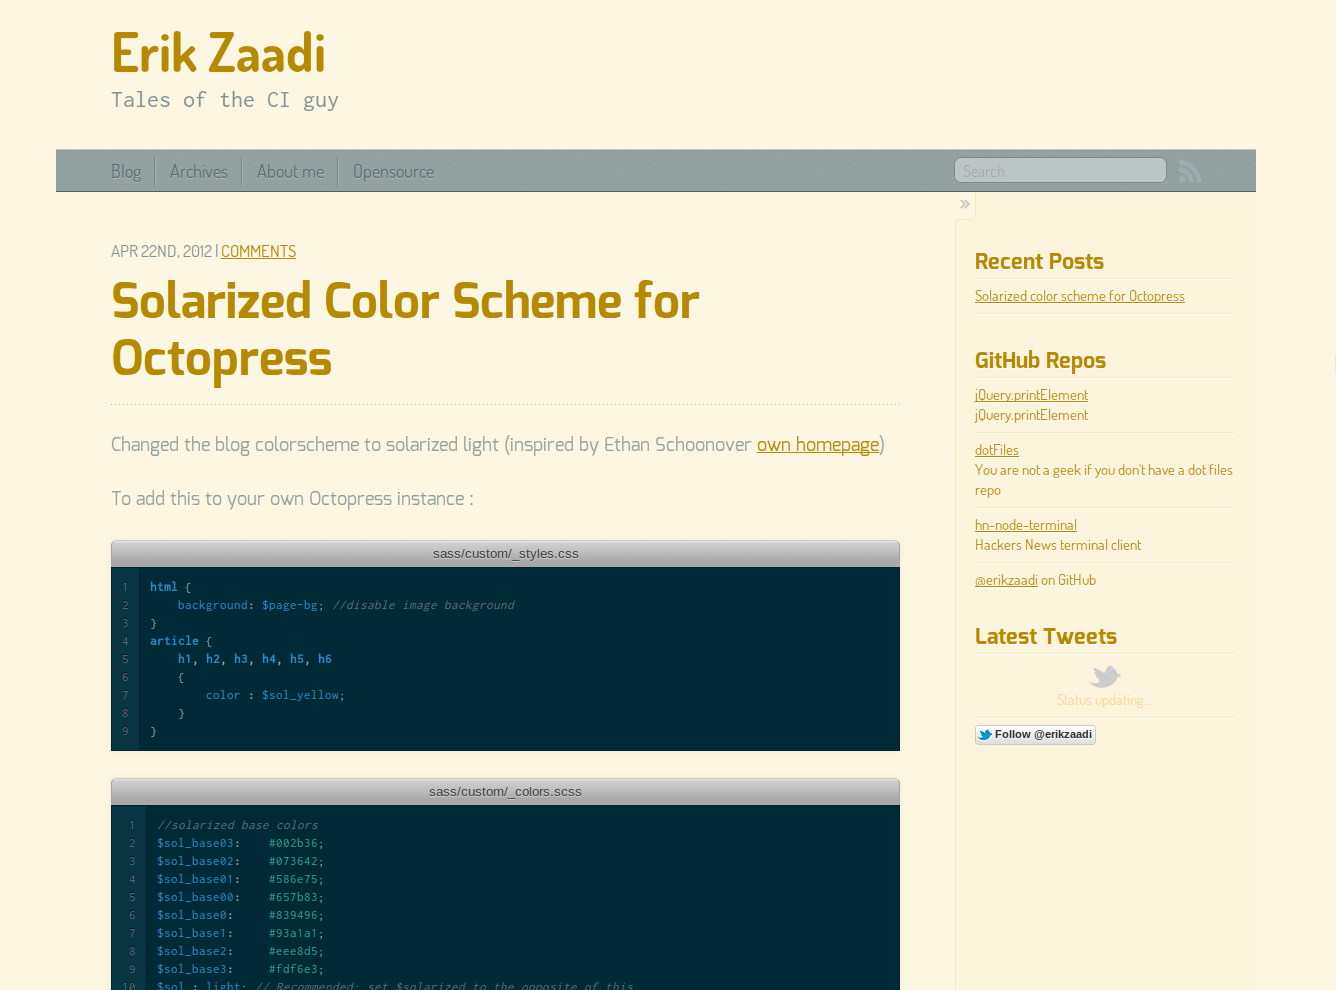 Erik Zaadi
Tales of the CI guy
Blog
Archives
About me
Opensource
Search
»
APR 22ND, 2012 | COMMENTS
Solarized Color Scheme for
Octopress
Changed the blog colorscheme to solarized light (inspired by Ethan Schoonover own homepage)
To add this to your own Octopress instance :
sass/custom/_styles.css
1 html {
2     background: $page-bg; //disable image background
3 }
4 article {
5     h1, h2, h3, h4, h5, h6
6     {
7         color : $sol_yellow;
8     }
9 }
sass/custom/_colors.scss
1 //solarized base colors
2 $sol_base03:    #002b36;
3 $sol_base02:    #073642;
4 $sol_base01:    #586e75;
5 $sol_base00:    #657b83;
6 $sol_base0:     #839496;
7 $sol_base1:     #93a1a1;
8 $sol_base2:     #eee8d5;
9 $sol_base3:     #fdf6e3;
10 $sol : light; // Recommended: set $solarized to the opposite of this
Recent Posts
Solarized color scheme for Octopress
GitHub Repos
jQuery.printElement
jQuery.printElement
dotFiles
You are not a geek if you don't have a dot files
repo
hn-node-terminal
Hackers News terminal client
@erikzaadi on GitHub
Latest Tweets
Status updating…
Follow @erikzaadi